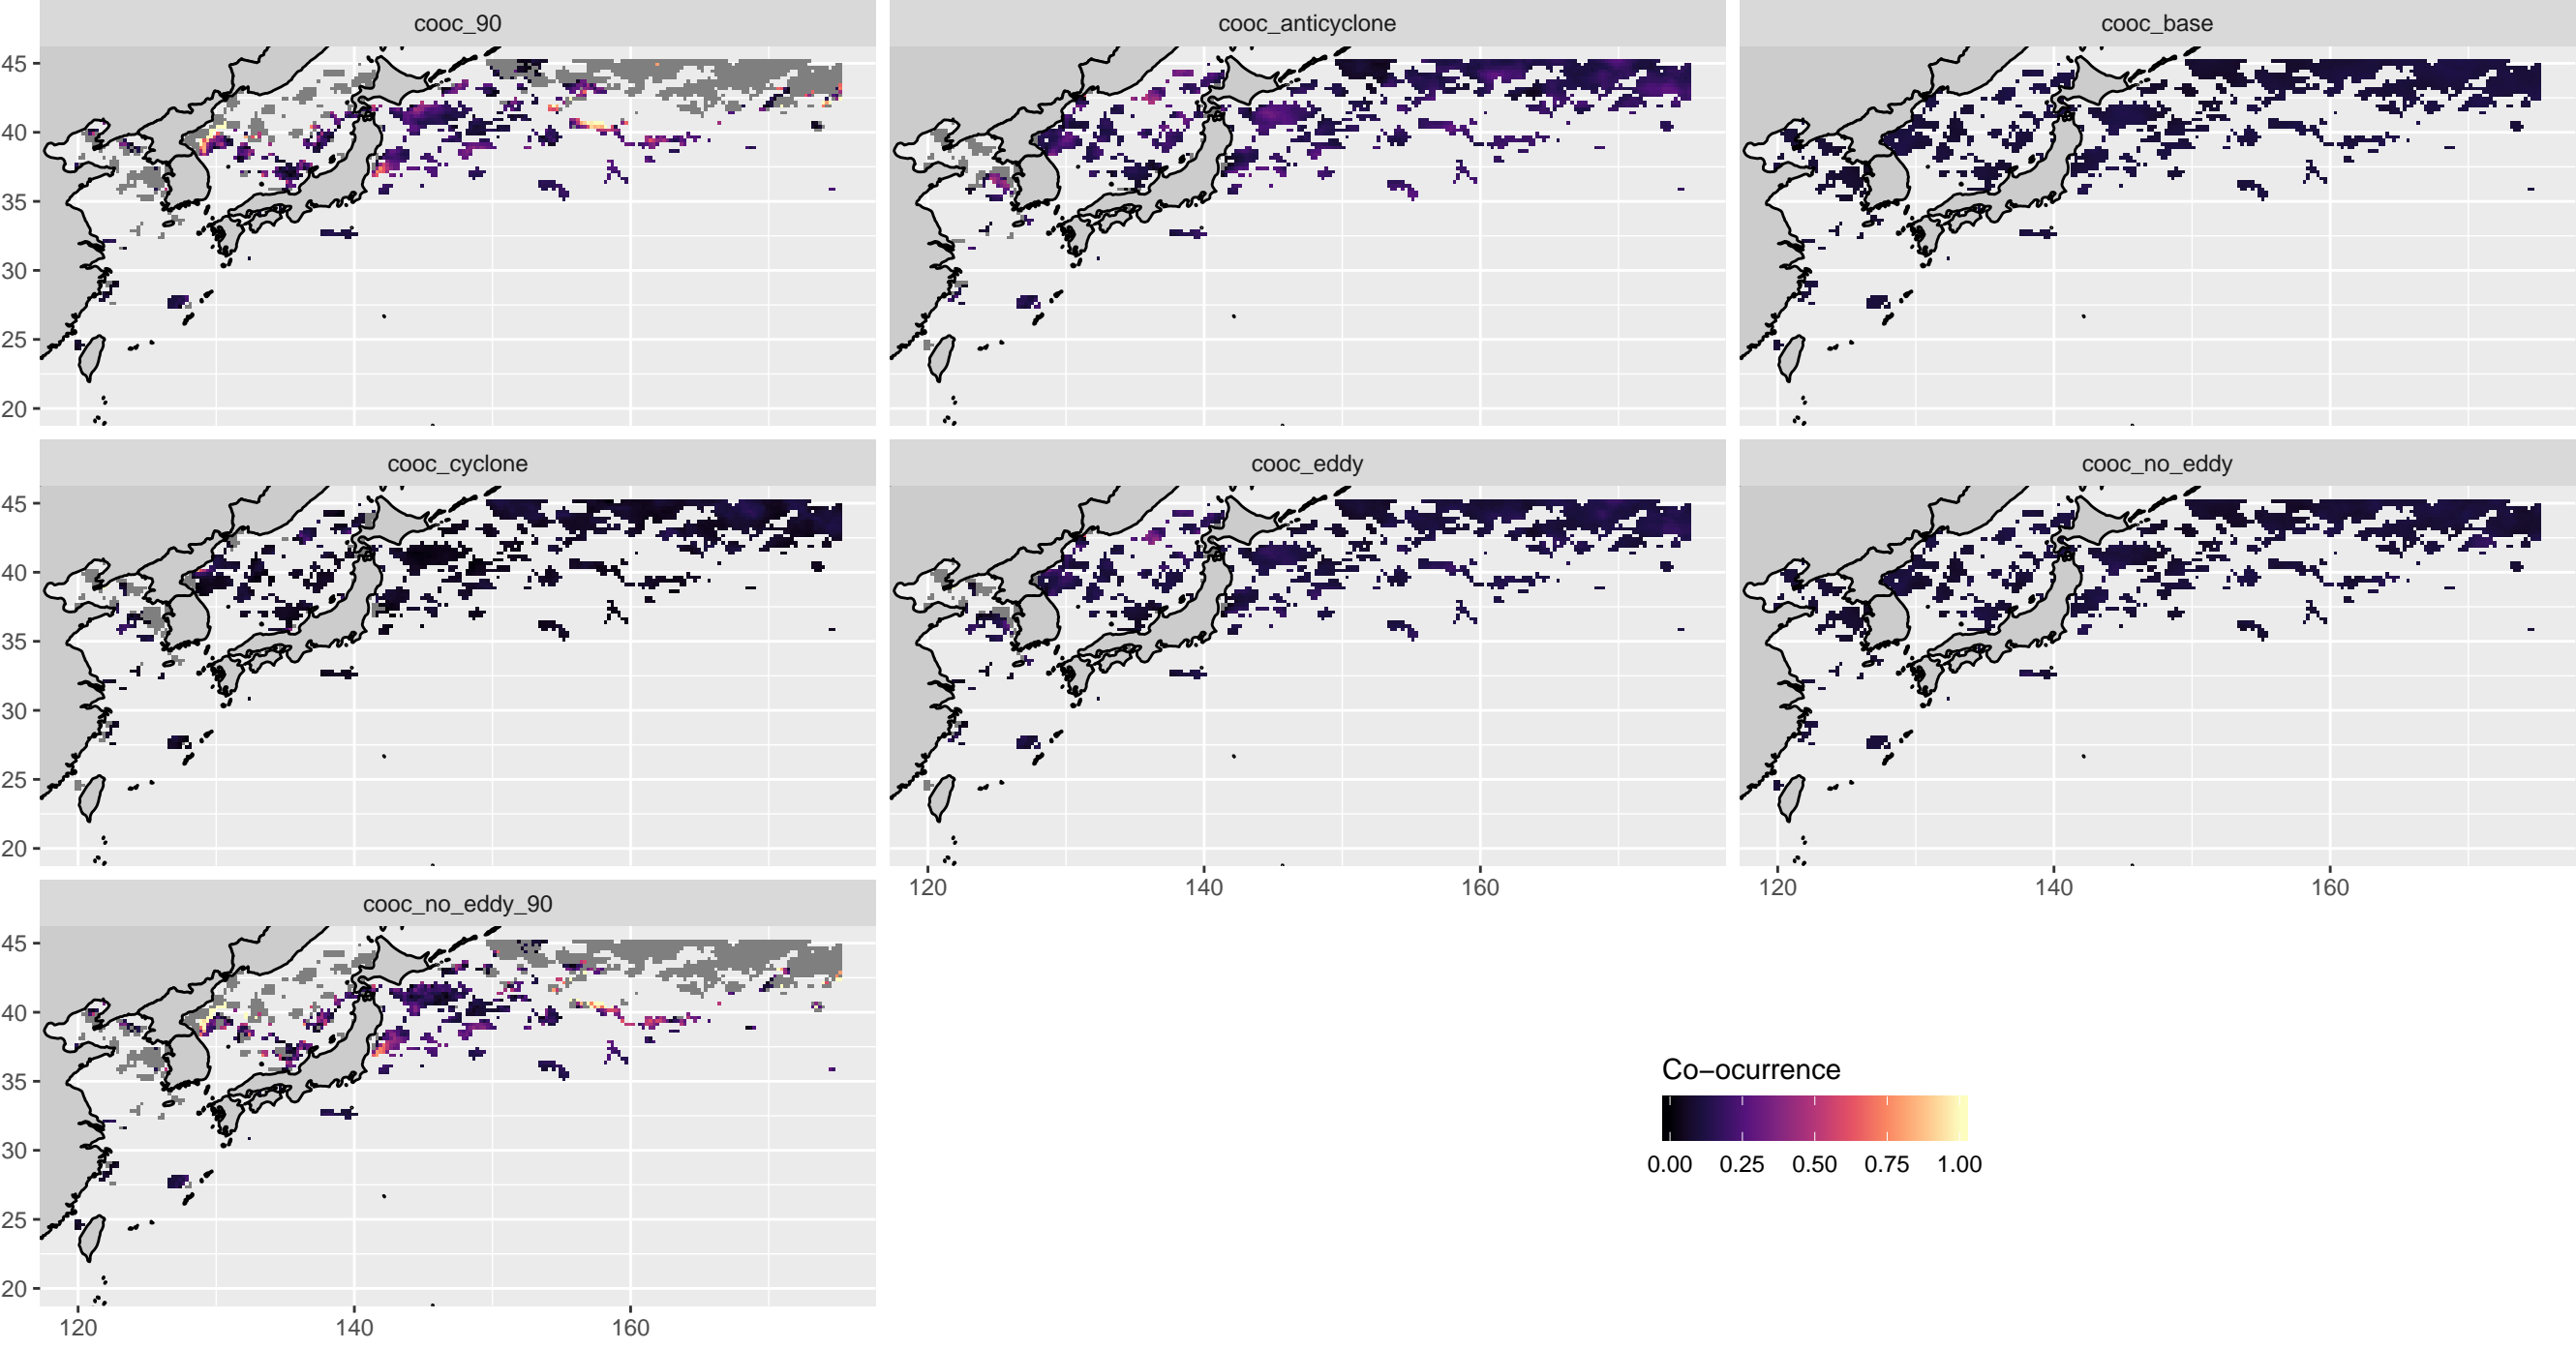 cooc_90 cooc_anticyclone cooc_base
45
40
35
30
25
20
cooc_cyclone cooc_eddy cooc_no_eddy
45
40
35
30
25
20
120 140 160 120 140 160
cooc_no_eddy_90
45
40
35
30
25
20
120 140 160
Co−ocurrence
0.00 0.25 0.50 0.75 1.00